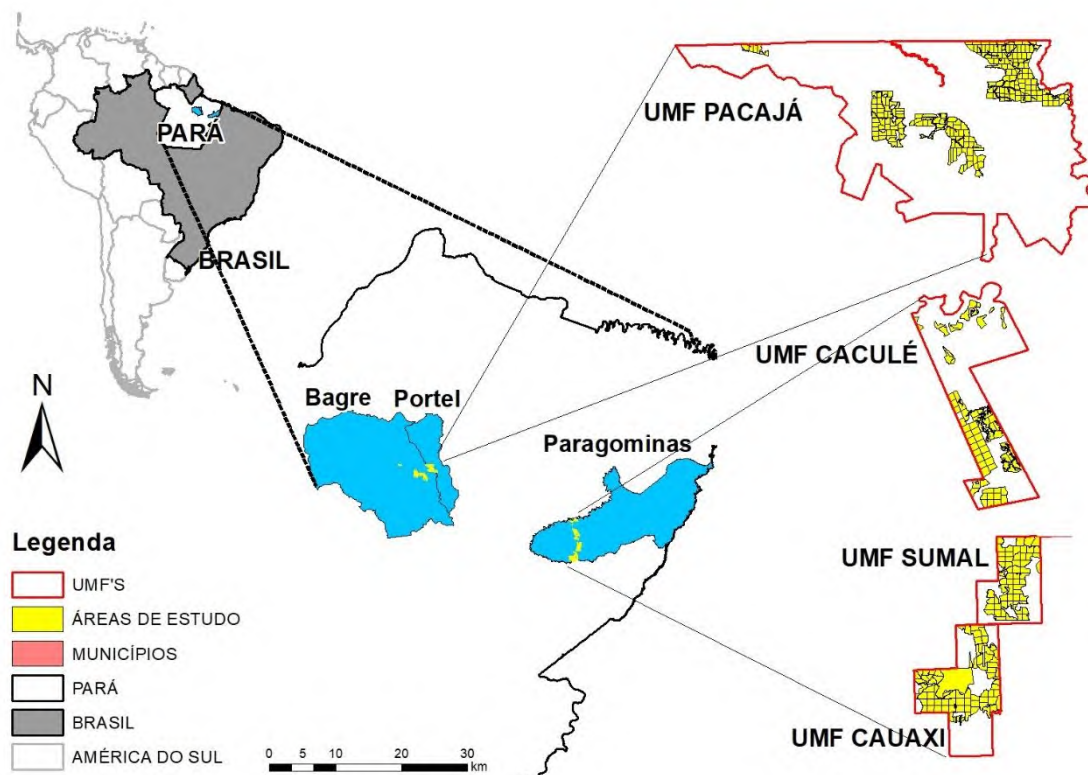 PARÁ
BRASIL
N
UMF PACAJÁ
UMF CACULÉ
Bagre
Portel
Paragominas
UMF SUMAL
UMF CAUAXI
Legenda
UMF'S
ÁREAS DE ESTUDO
MUNICÍPIOS
PARÁ
BRASIL
AMÉRICA DO SUL
0 5 10 20 30
km